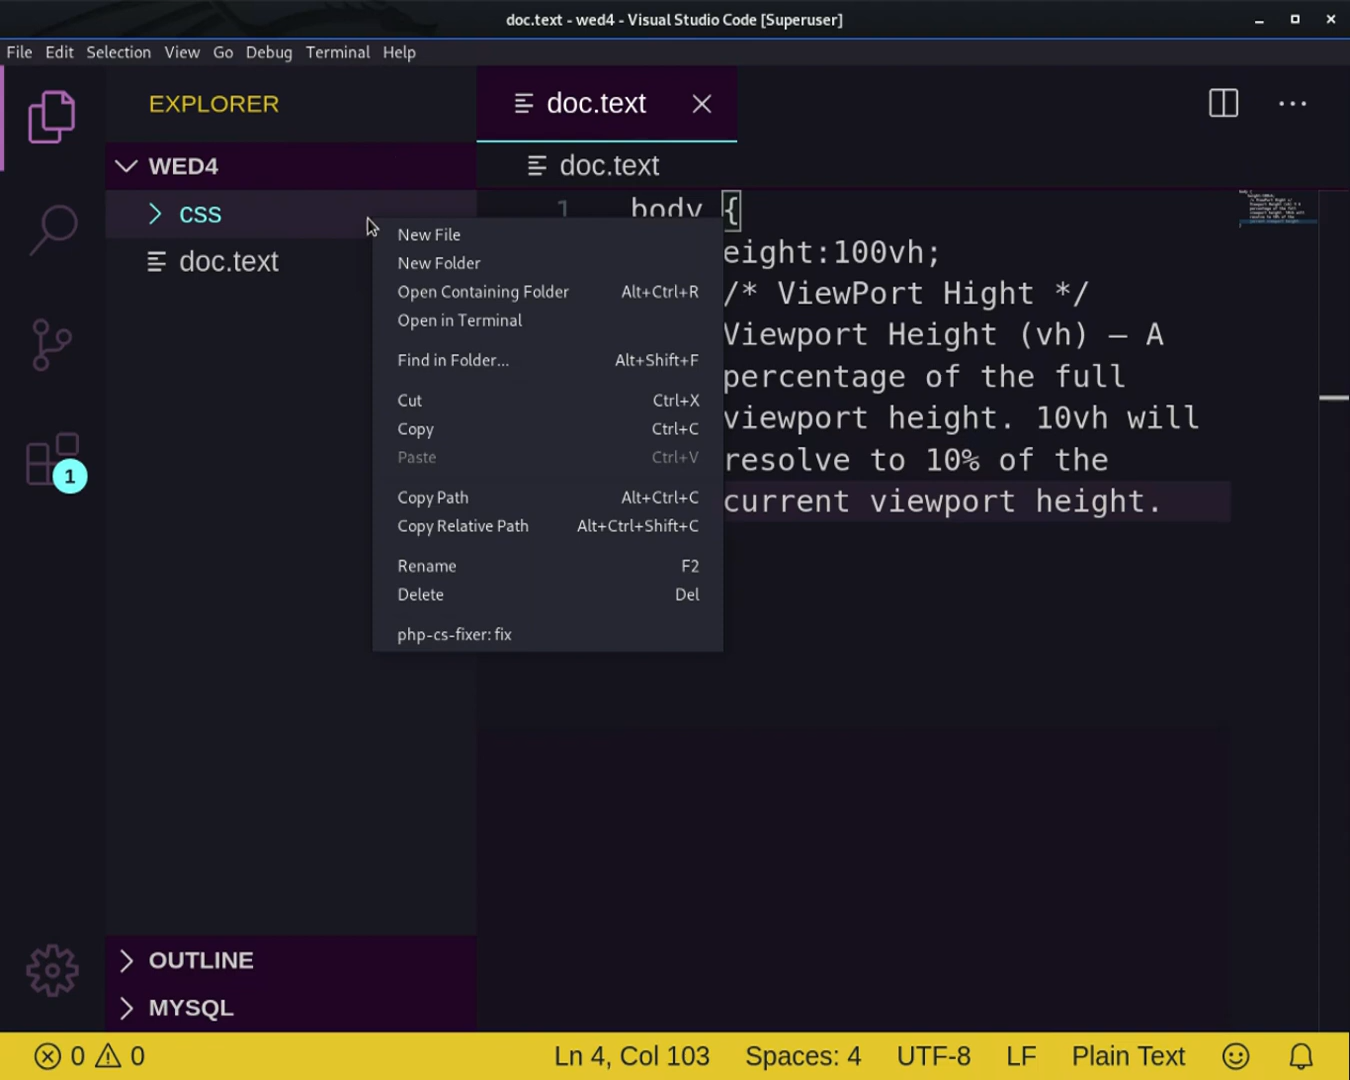 doc.text - wed4 - Visual Studio Code [Superuser]
File Edit Selection View Go Debug Terminal Help
EXPLORER
doc.text
WED4
doc.text
css
doc.text
1 body {
eight:100vh;
/* ViewPort Hight */
Viewport Height (vh) – A
percentage of the full
viewport height. 10vh will
resolve to 10% of the
current viewport height.
New File
New Folder
Open Containing Folder Alt+Ctrl+R
Open in Terminal
Find in Folder... Alt+Shift+F
Cut Ctrl+X
Copy Ctrl+C
Paste Ctrl+V
Copy Path Alt+Ctrl+C
Copy Relative Path Alt+Ctrl+Shift+C
Rename F2
Delete Del
php-cs-fixer: fix
1
OUTLINE
MYSQL
0 0 Ln 4, Col 103 Spaces: 4 UTF-8 LF Plain Text